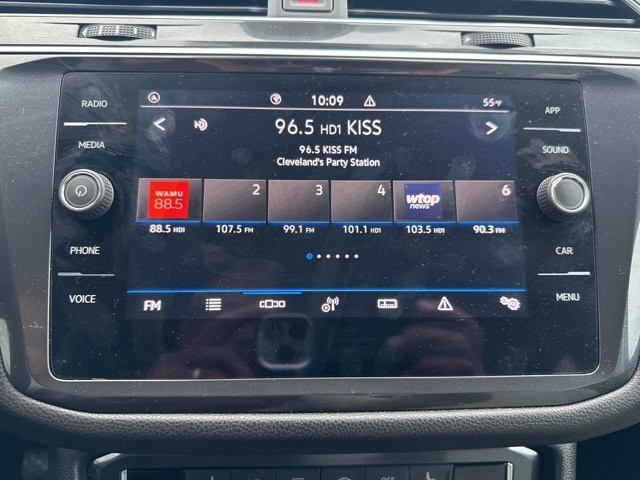 RADIO
MEDIA
PHONE
VOICE
10:09
55°F
96.5 HD1 KISS
96.5 KISS FM
Cleveland's Party Station
WAMU
88.5
2
3
4
wtop
news
6
88.5 HD1
107.5 FM
99.1 FM
101.1 HD1
103.5 HD1
90.3 FM
FM
APP
SOUND
CAR
MENU
OFF